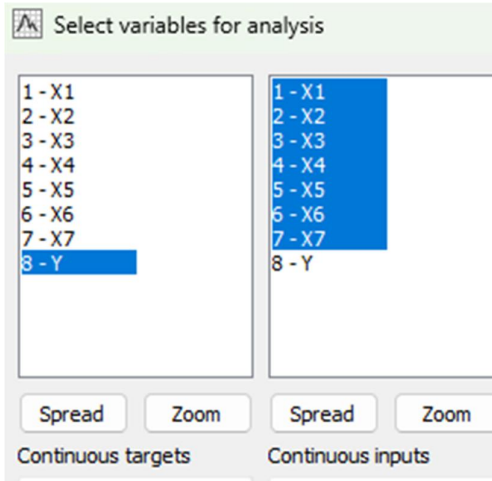 Select variables for analysis
1 - X1
2 - X2
3 - X3
4 - X4
5 - X5
6 - X6
7 - X7
8 - Y
1 - X1
2 - X2
3 - X3
4 - X4
5 - X5
6 - X6
7 - X7
8 - Y
Spread Zoom Spread Zoom
Continuous targets Continuous inputs